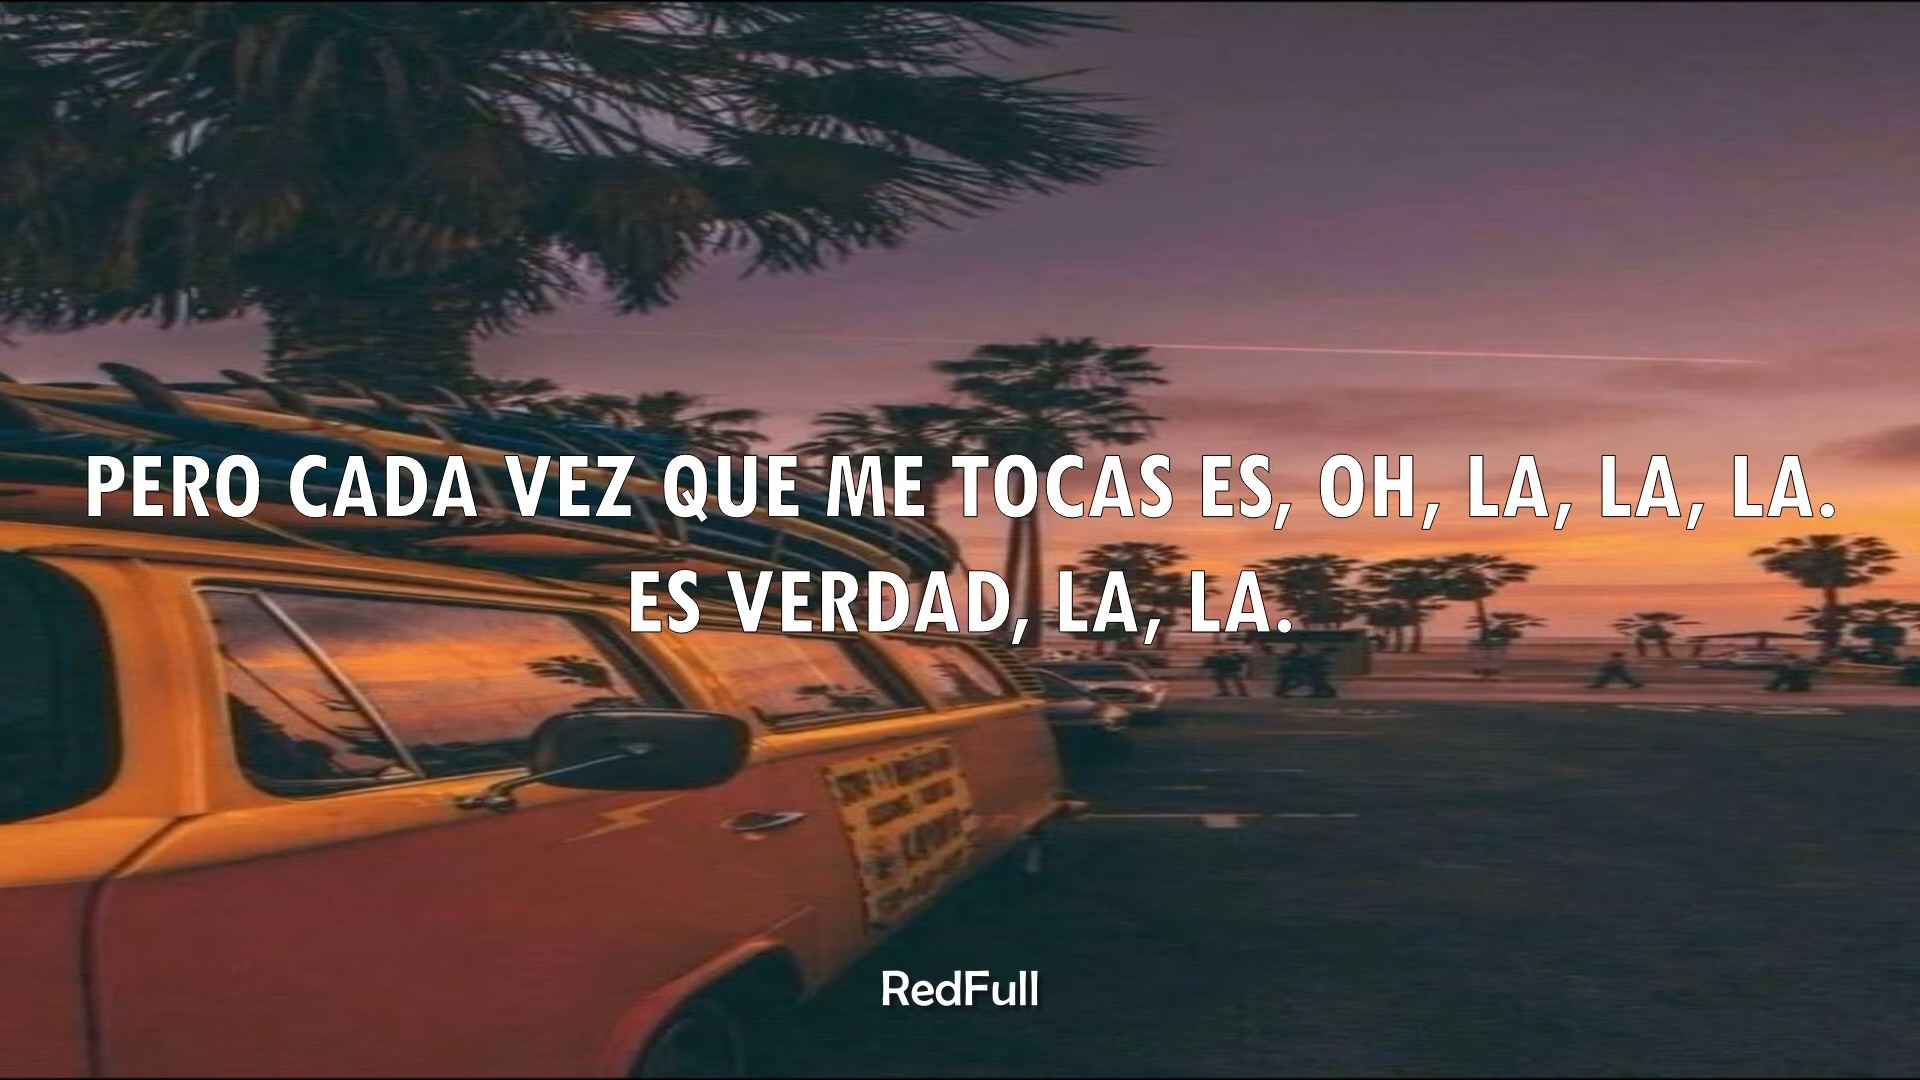 PERO CADA VEZ QUE ME TOCAS ES, OH, LA, LA, LA.
ES VERDAD, LA, LA.
RedFull